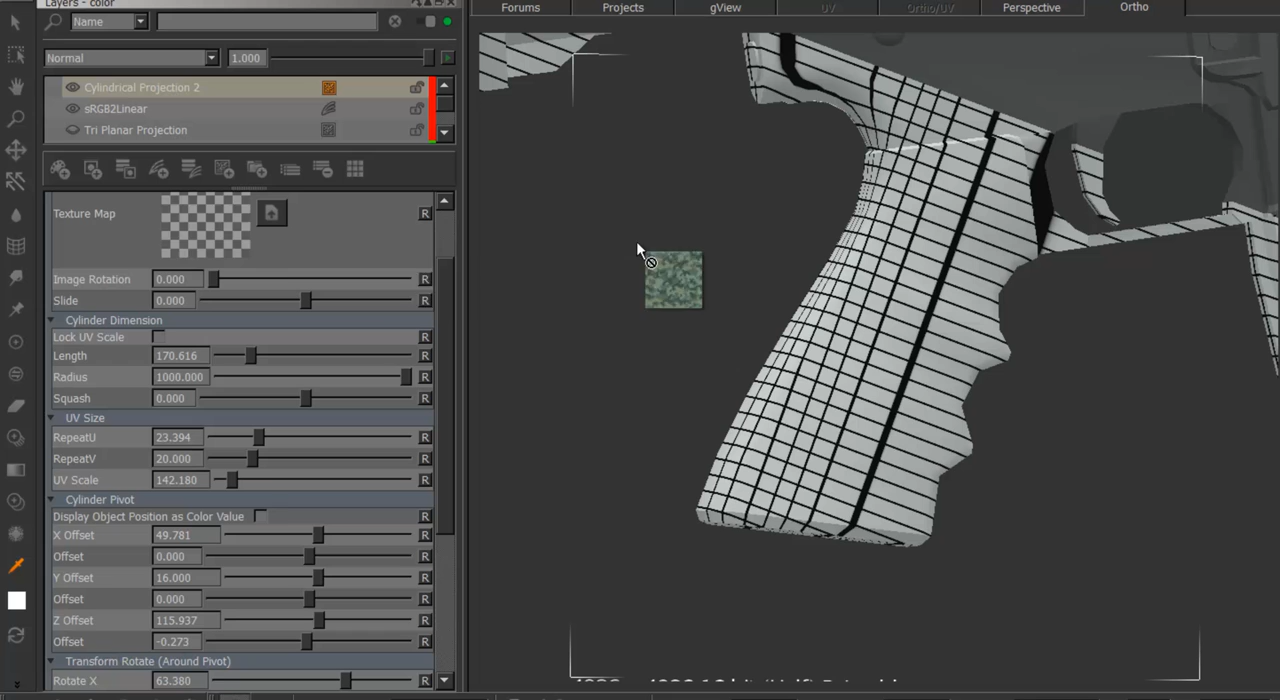 Layers - color
Forums Projects gView UV Ortho/UV Perspective Ortho
Name
Normal 1.000
Cylindrical Projection 2
sRGB2Linear
Tri Planar Projection
Texture Map R
Image Rotation 0.000 R
Slide 0.000 R
Cylinder Dimension
Lock UV Scale R
Length 170.616 R
Radius 1000.000 R
Squash 0.000 R
UV Size
RepeatU 23.394 R
RepeatV 20.000 R
UV Scale 142.180 R
Cylinder Pivot
Display Object Position as Color Value R
X Offset 49.781 R
Offset 0.000 R
Y Offset 16.000 R
Offset 0.000 R
Z Offset 115.937 R
Offset -0.273 R
Transform Rotate (Around Pivot)
Rotate X 63.380 R